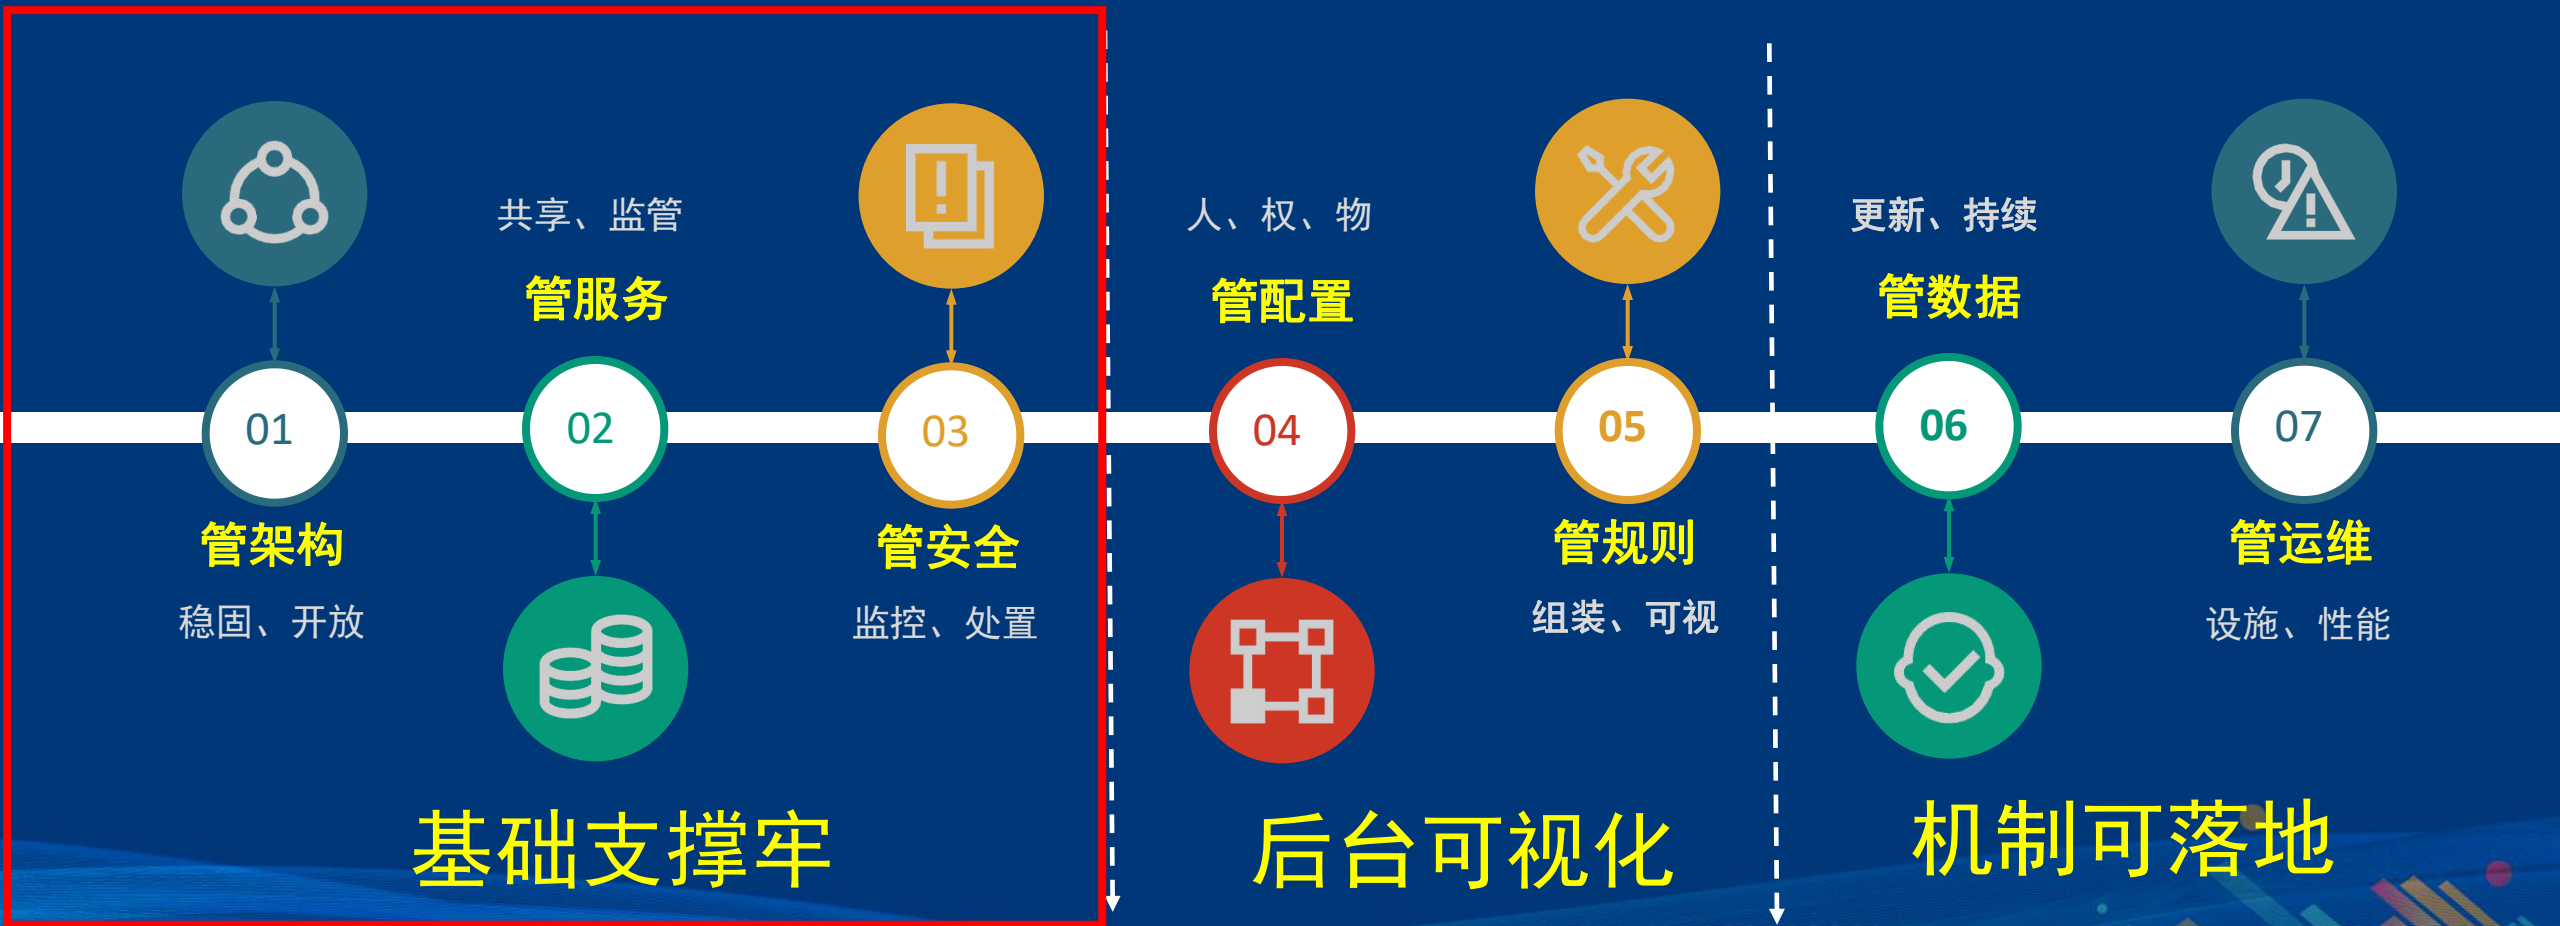 01
管架构
稳固、开放
共享、监管
管服务
02
03
管安全
监控、处置
基础支撑牢
人、权、物
管配置
04
05
管规则
组装、可视
后台可视化
更新、持续
管数据
06
07
管运维
设施、性能
机制可落地